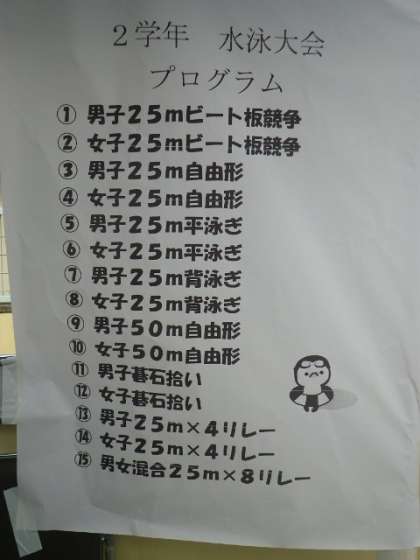 ２学年　水泳大会
プログラム
① 男子２５ｍビート板競争
② 女子２５ｍビート板競争
③ 男子２５ｍ自由形
④ 女子２５ｍ自由形
⑤ 男子２５ｍ平泳ぎ
⑥ 女子２５ｍ平泳ぎ
⑦ 男子２５ｍ背泳ぎ
⑧ 女子２５ｍ背泳ぎ
⑨ 男子５０ｍ自由形
⑩ 女子５０ｍ自由形
⑪ 男子碁石拾い
⑫ 女子碁石拾い
⑬ 男子２５ｍ×４リレー
⑭ 女子２５ｍ×４リレー
⑮ 男女混合２５ｍ×８リレー